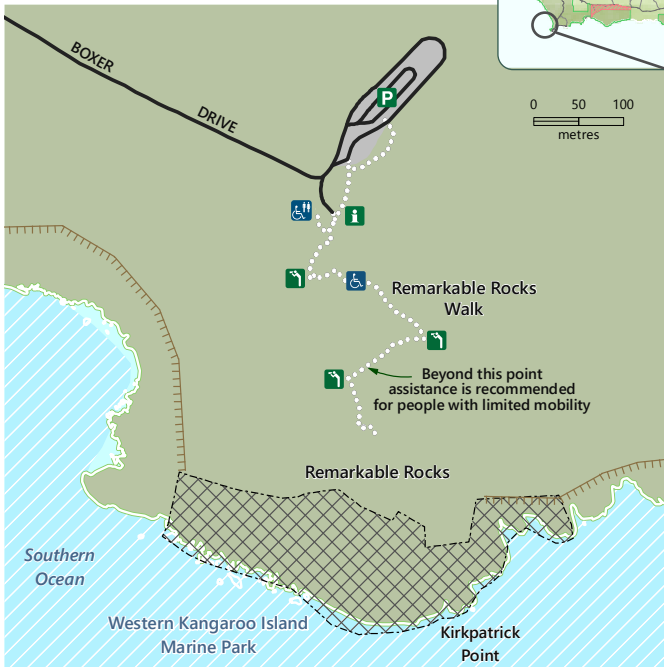 BOXER
DRIVE
P
0 50 100
metres
i
Remarkable Rocks
Walk
Beyond this point
assistance is recommended
for people with limited mobility
Remarkable Rocks
Southern
Ocean
Western Kangaroo Island
Marine Park
Kirkpatrick
Point